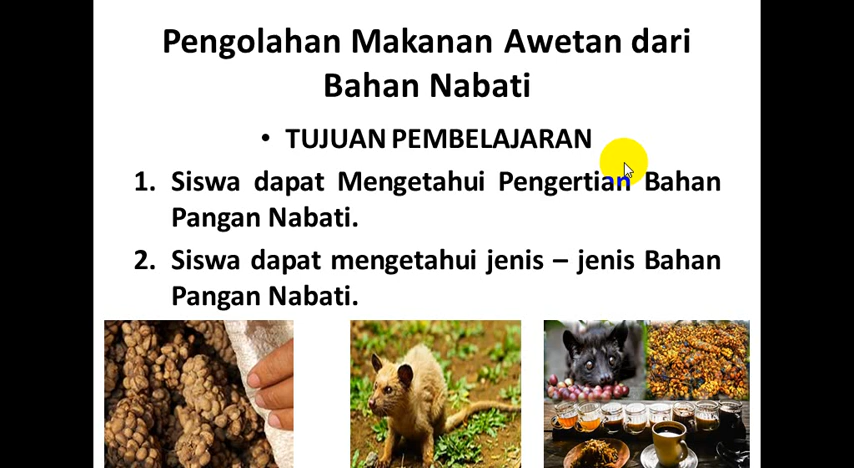 Pengolahan Makanan Awetan dari
Bahan Nabati
• TUJUAN PEMBELAJARAN
1. Siswa dapat Mengetahui Pengertian Bahan
Pangan Nabati.
2. Siswa dapat mengetahui jenis – jenis Bahan
Pangan Nabati.